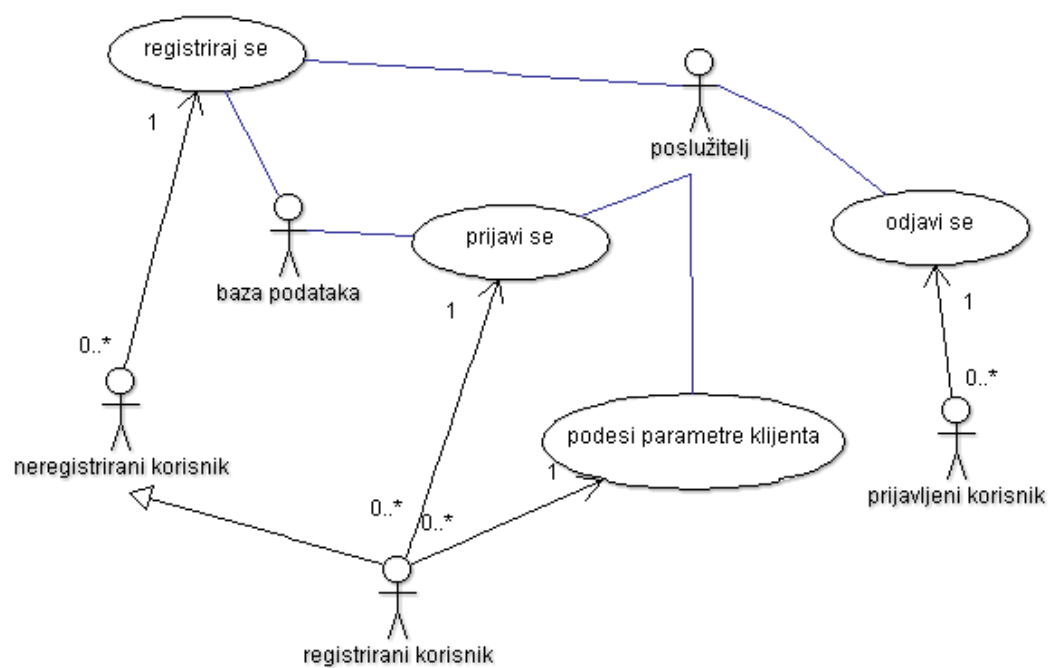 registriraj se
1
poslužitelj
prijavi se
odjavi se
baza podataka
1
1
0..*
0..*
podesi parametre klijenta
neregistrirani korisnik
1
prijavljeni korisnik
0..*
0..*
registrirani korisnik